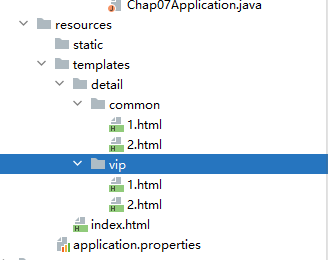 Chap07Application.java
resources
static
templates
detail
common
1.html
2.html
vip
1.html
2.html
index.html
application.properties